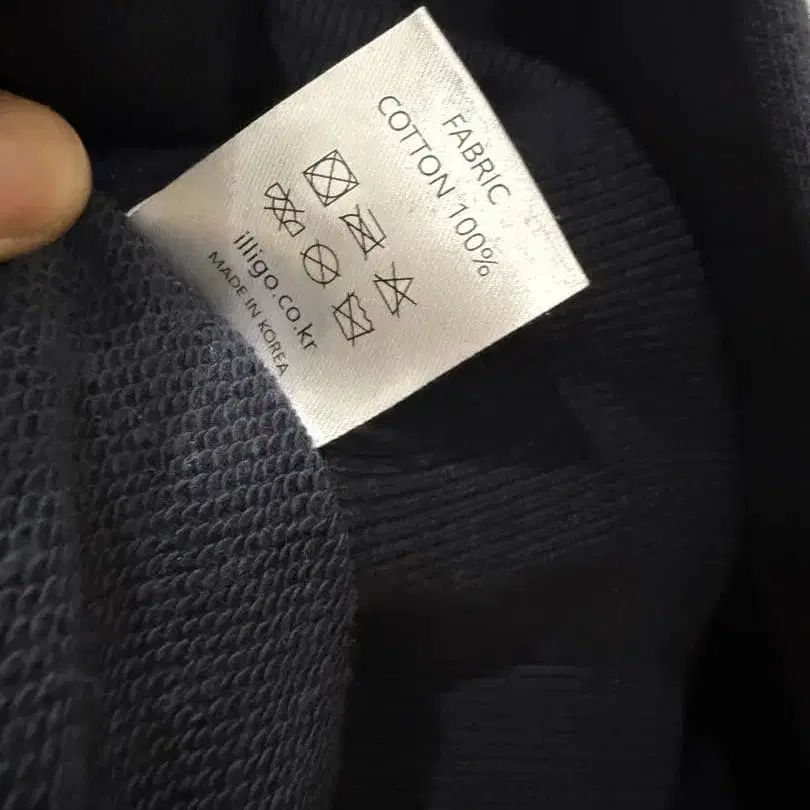 FABRIC
COTTON 100%
illigo.co.kr
MADE IN KOREA